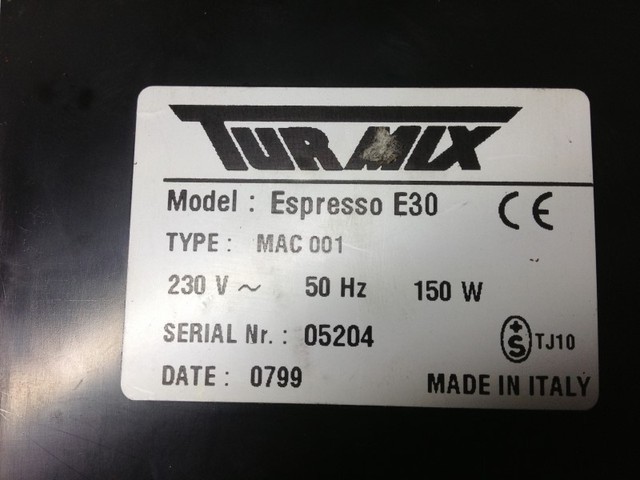 TURMIX
Model : Espresso E30 CE
TYPE : MAC 001
230 V ~ 50 Hz 150 W
SERIAL Nr. : 05204
+S TJ10
DATE : 0799 MADE IN ITALY